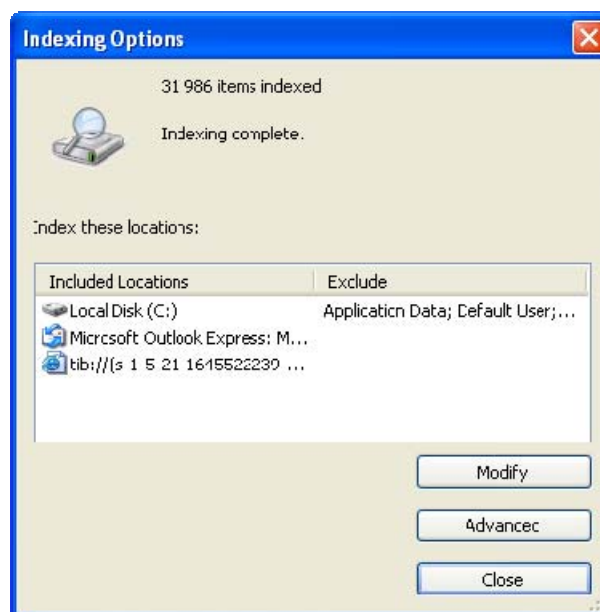 Indexing Options
31 986 items indexed
Indexing complete.
Index these locations:
Included Locations Exclude
Local Disk (C:) Application Data; Default User;...
Microsoft Outlook Express: M...
tib://{s 1 5 21 1645522239 ...
Modify
Advanced
Close